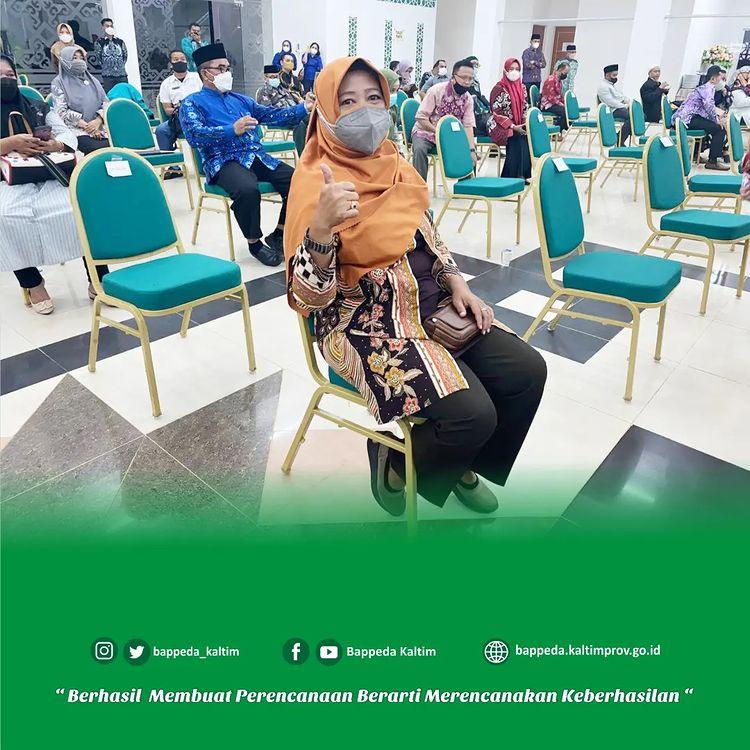 bappeda_kaltim
Bappeda Kaltim
bappeda.kaltimprov.go.id
“ Berhasil Membuat Perencanaan Berarti Merencanakan Keberhasilan “